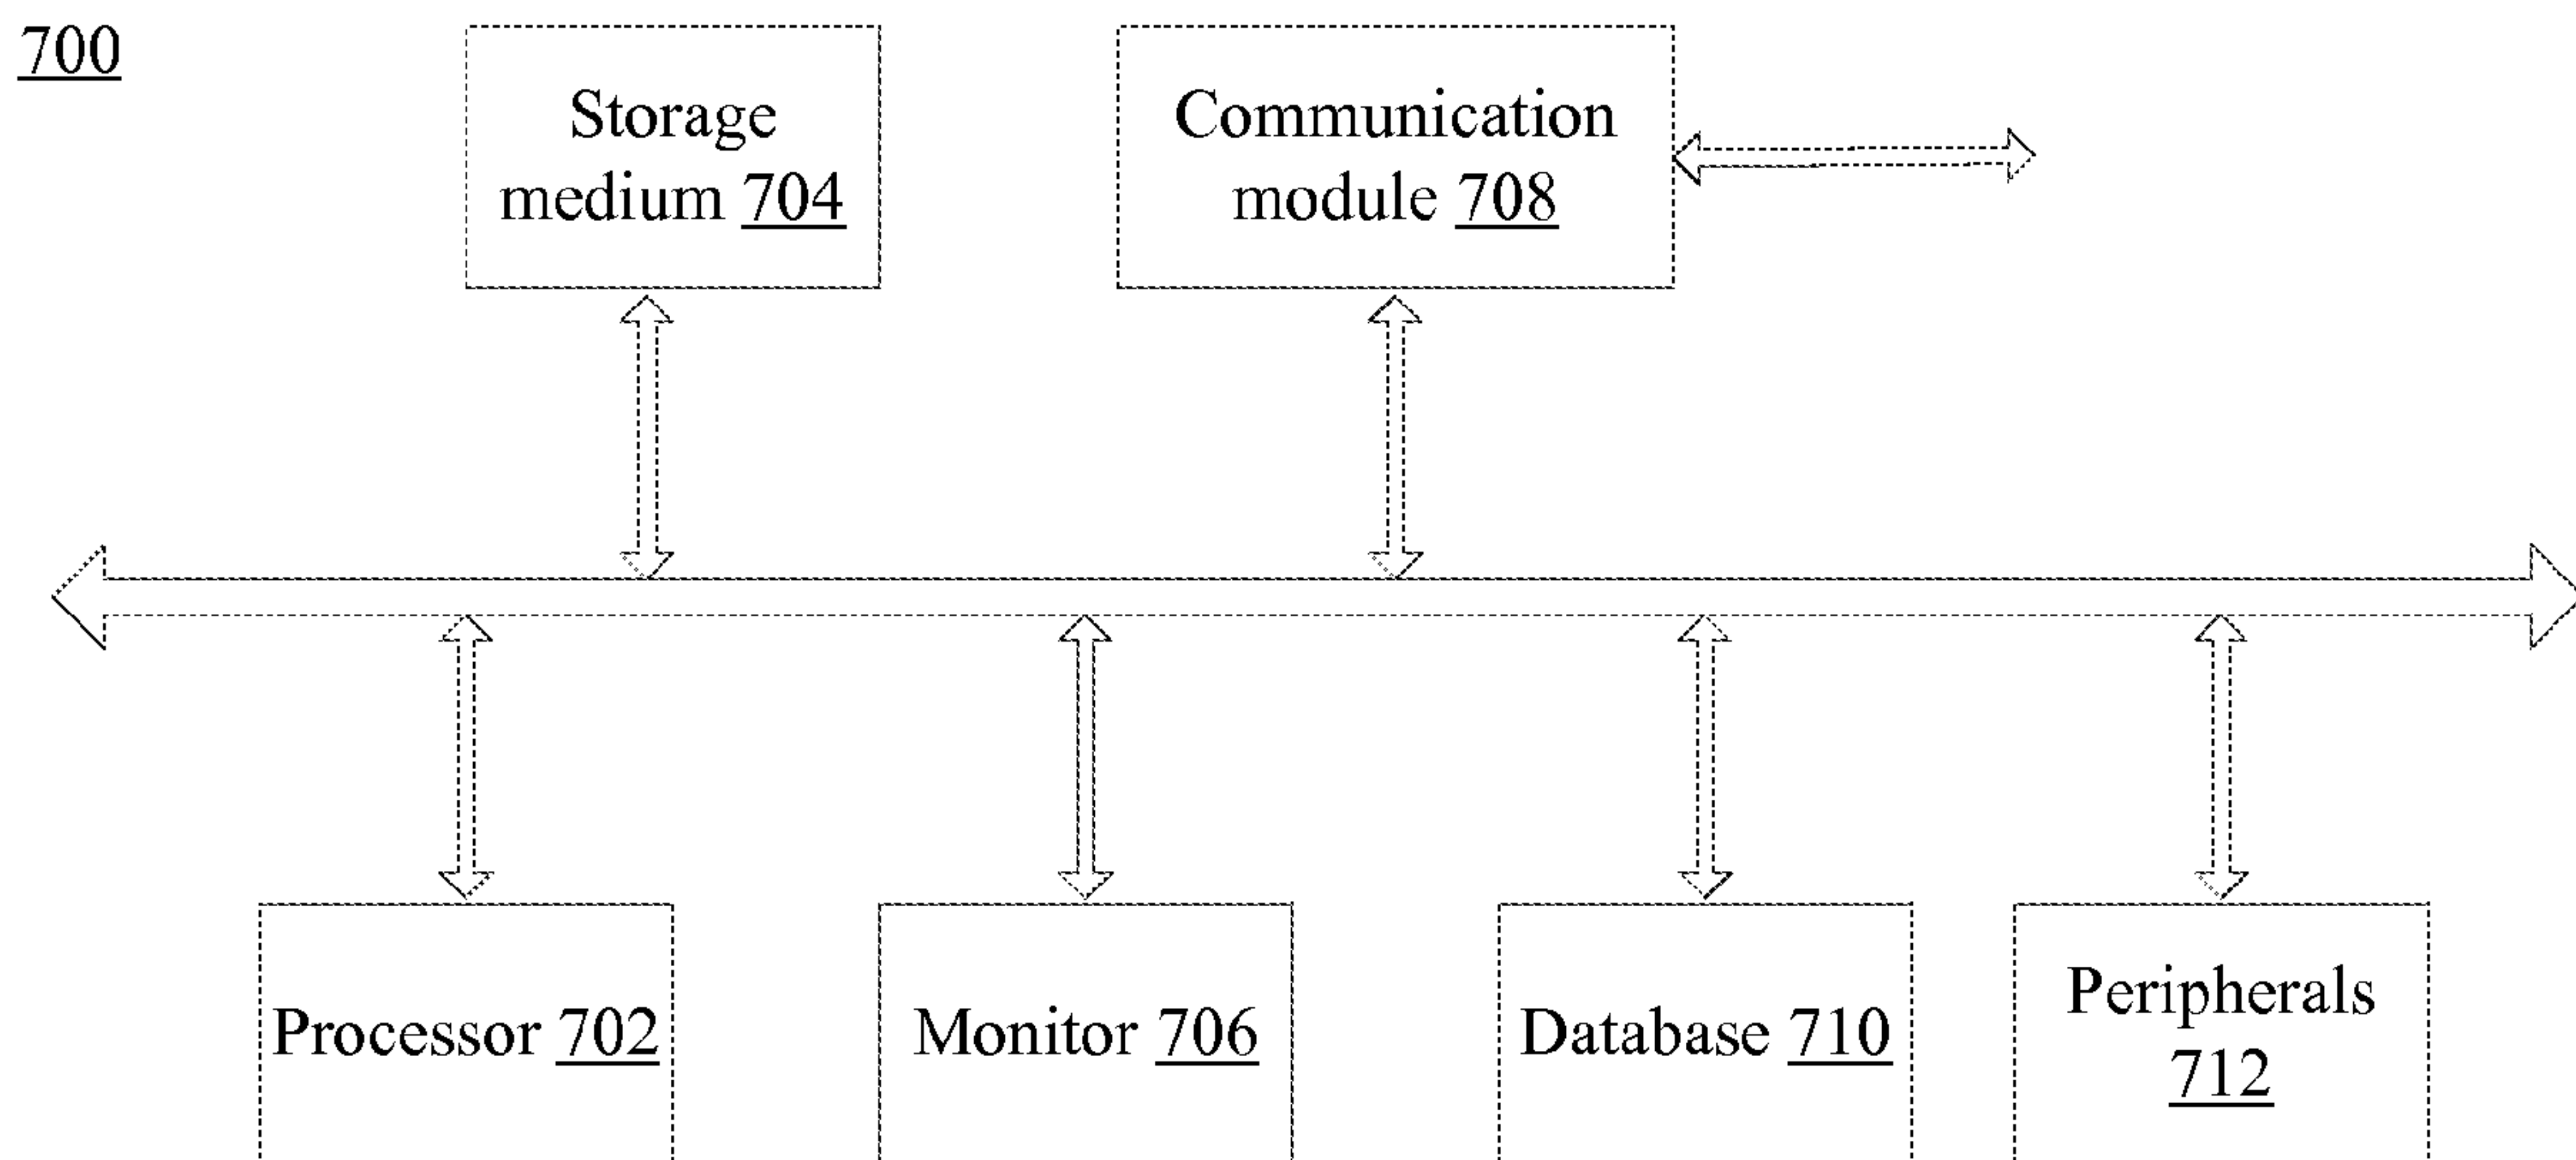 700
Storage
medium 704
Communication
module 708
Processor 702
Monitor 706
Database 710
Peripherals
712